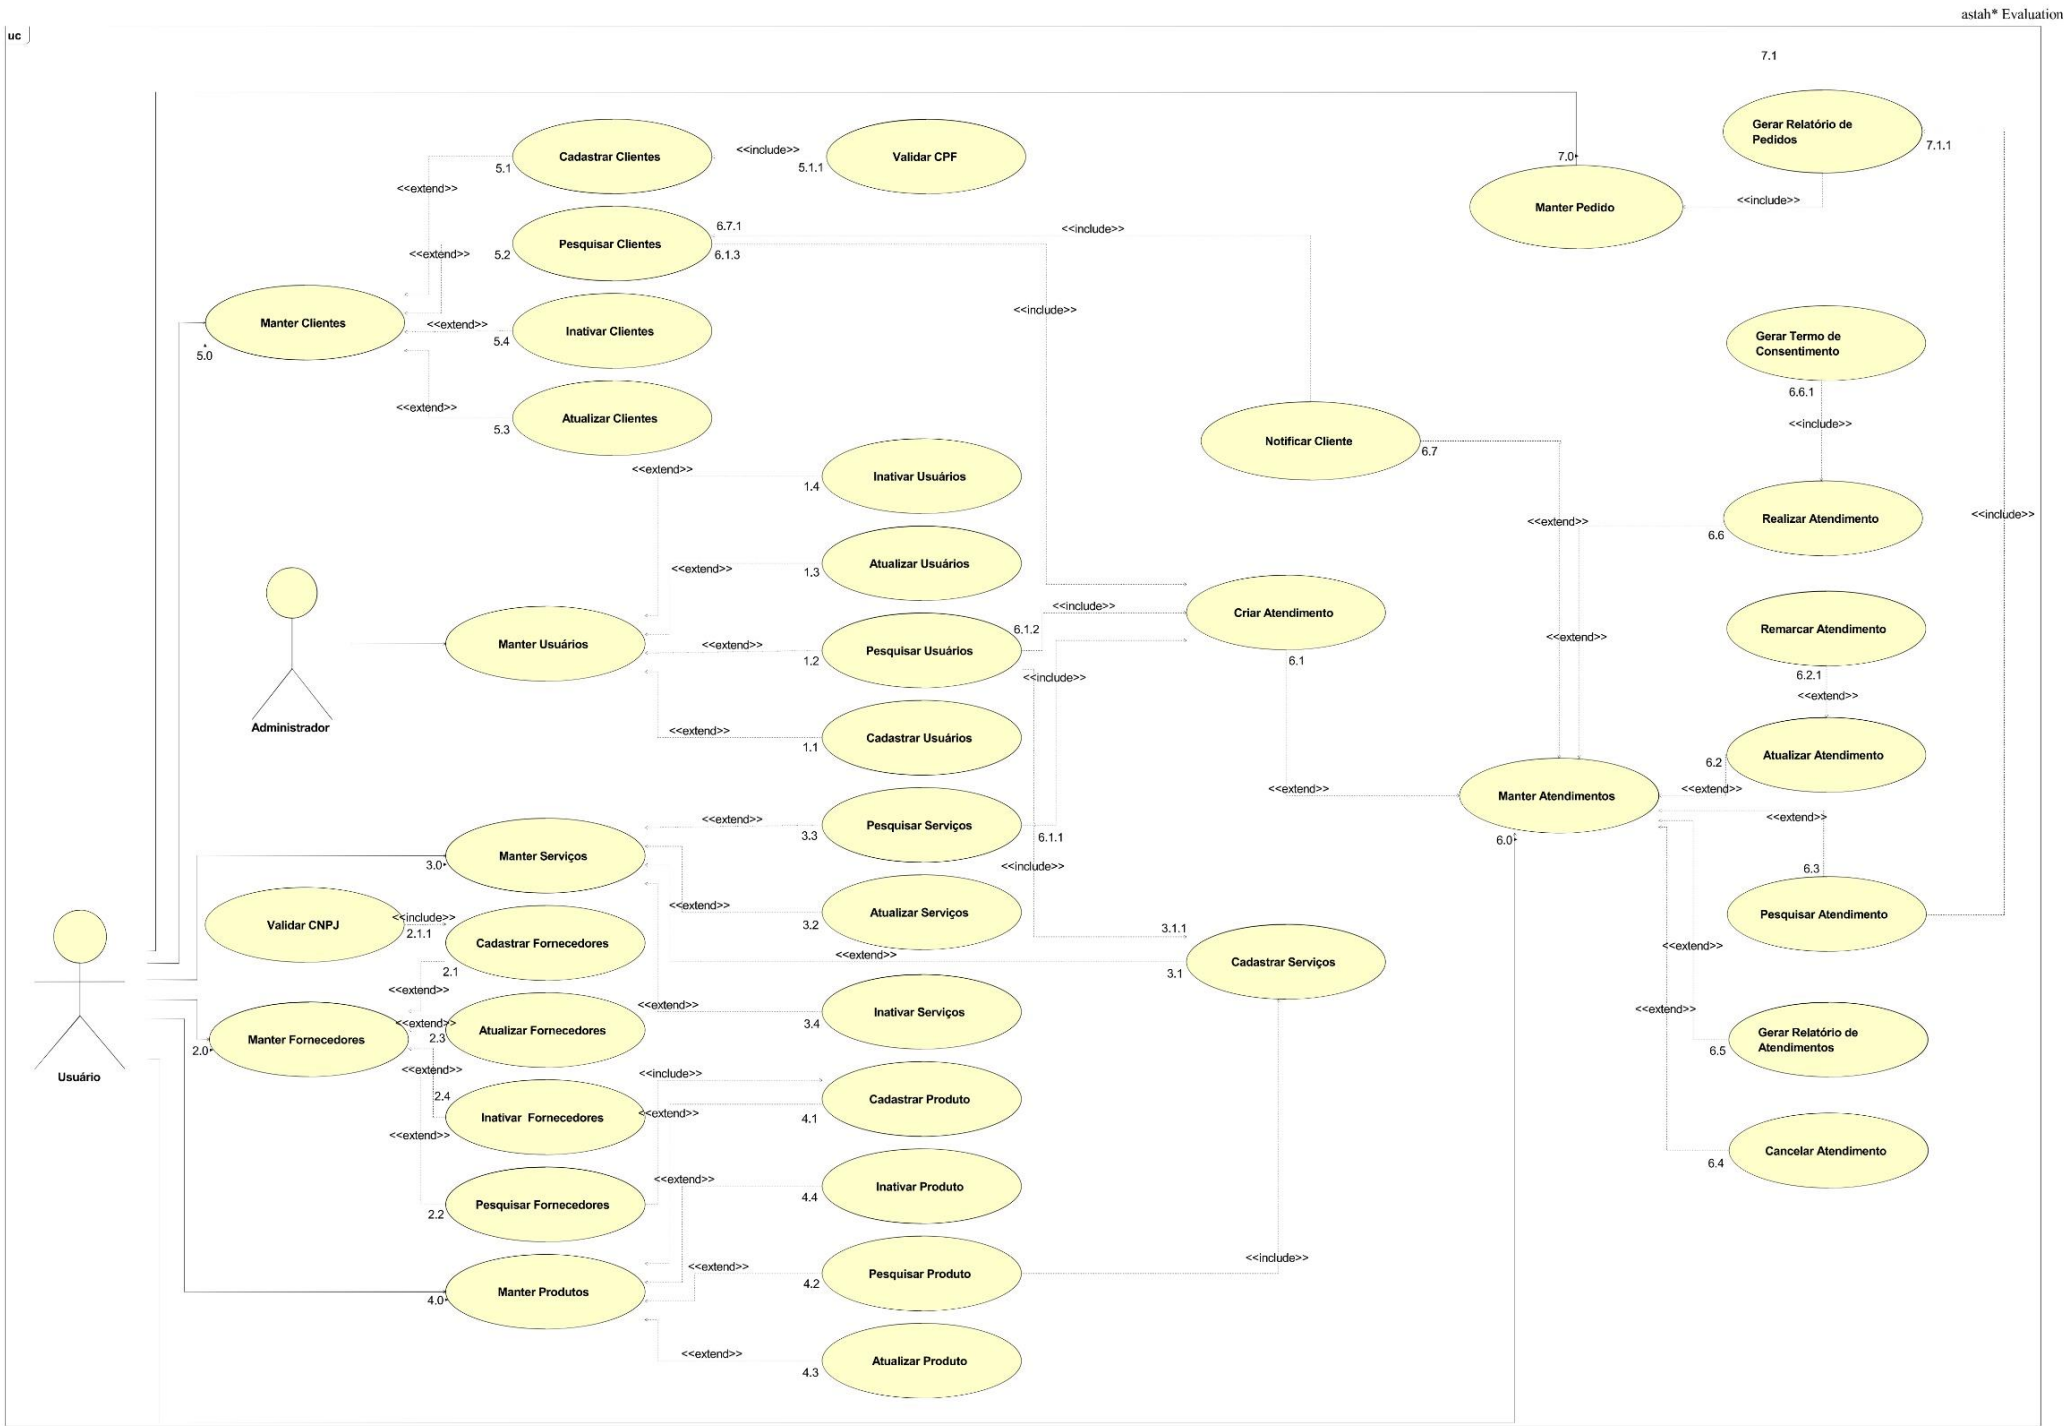 astah* Evaluation
uc
7.1
Gerar Relatório de
Pedidos
7.1.1
Cadastrar Clientes
5.1
<<include>>
5.1.1
Validar CPF
7.0
Manter Pedido
<<include>>
<<extend>>
Pesquisar Clientes
5.2
6.7.1
6.1.3
<<include>>
<<extend>>
<<include>>
Manter Clientes
5.0
<<extend>>
Inativar Clientes
5.4
Gerar Termo de
Consentimento
6.6.1
<<include>>
<<extend>>
Atualizar Clientes
5.3
Notificar Cliente
6.7
<<extend>>
Inativar Usuários
1.4
<<extend>>
Realizar Atendimento
6.6
<<include>>
<<extend>>
Atualizar Usuários
1.3
Administrador
Manter Usuários
<<extend>>
Pesquisar Usuários
1.2
6.1.2
<<include>>
<<include>>
Criar Atendimento
6.1
<<extend>>
Remarcar Atendimento
6.2.1
<<extend>>
<<extend>>
Cadastrar Usuários
1.1
Atualizar Atendimento
6.2
<<extend>>
<<extend>>
Manter Atendimentos
6.0
<<extend>>
Manter Serviços
3.0
<<extend>>
Pesquisar Serviços
3.3
6.1.1
<<include>>
6.3
Pesquisar Atendimento
<<extend>>
Atualizar Serviços
3.2
Validar CNPJ
<<include>>
2.1.1
Cadastrar Fornecedores
2.1
3.1.1
<<extend>>
3.1
Cadastrar Serviços
<<extend>>
<<extend>>
<<extend>>
Inativar Serviços
3.4
<<extend>>
<<extend>>
2.3
Atualizar Fornecedores
Manter Fornecedores
2.0
Gerar Relatório de
Atendimentos
6.5
Usuário
<<extend>>
2.4
Inativar  Fornecedores
<<include>>
<<extend>>
Cadastrar Produto
4.1
<<extend>>
Cancelar Atendimento
6.4
<<extend>>
Inativar Produto
4.4
Pesquisar Fornecedores
2.2
<<extend>>
Pesquisar Produto
4.2
<<include>>
Manter Produtos
4.0
<<extend>>
Atualizar Produto
4.3